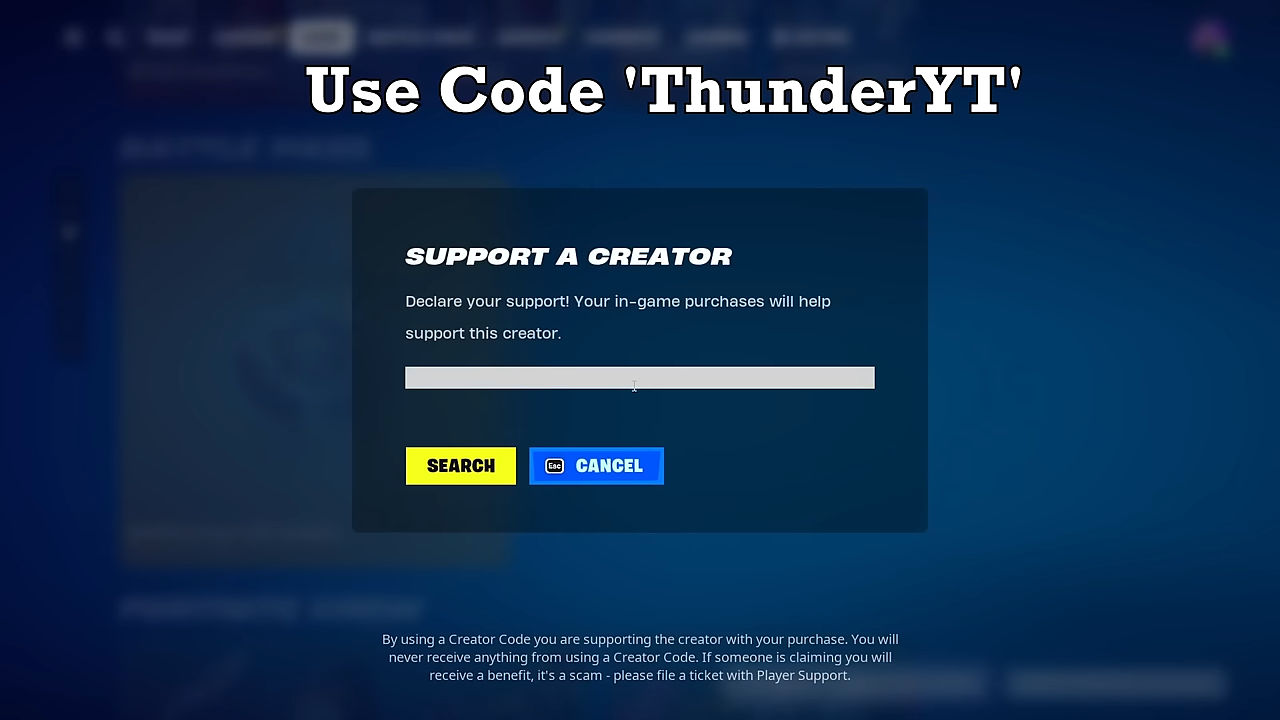 Use Code 'ThunderYT'
SUPPORT A CREATOR
Declare your support! Your in-game purchases will help
support this creator.
SEARCH
Esc CANCEL
By using a Creator Code you are supporting the creator with your purchase. You will
never receive anything from using a Creator Code. If someone is claiming you will
receive a benefit, it's a scam - please file a ticket with Player Support.